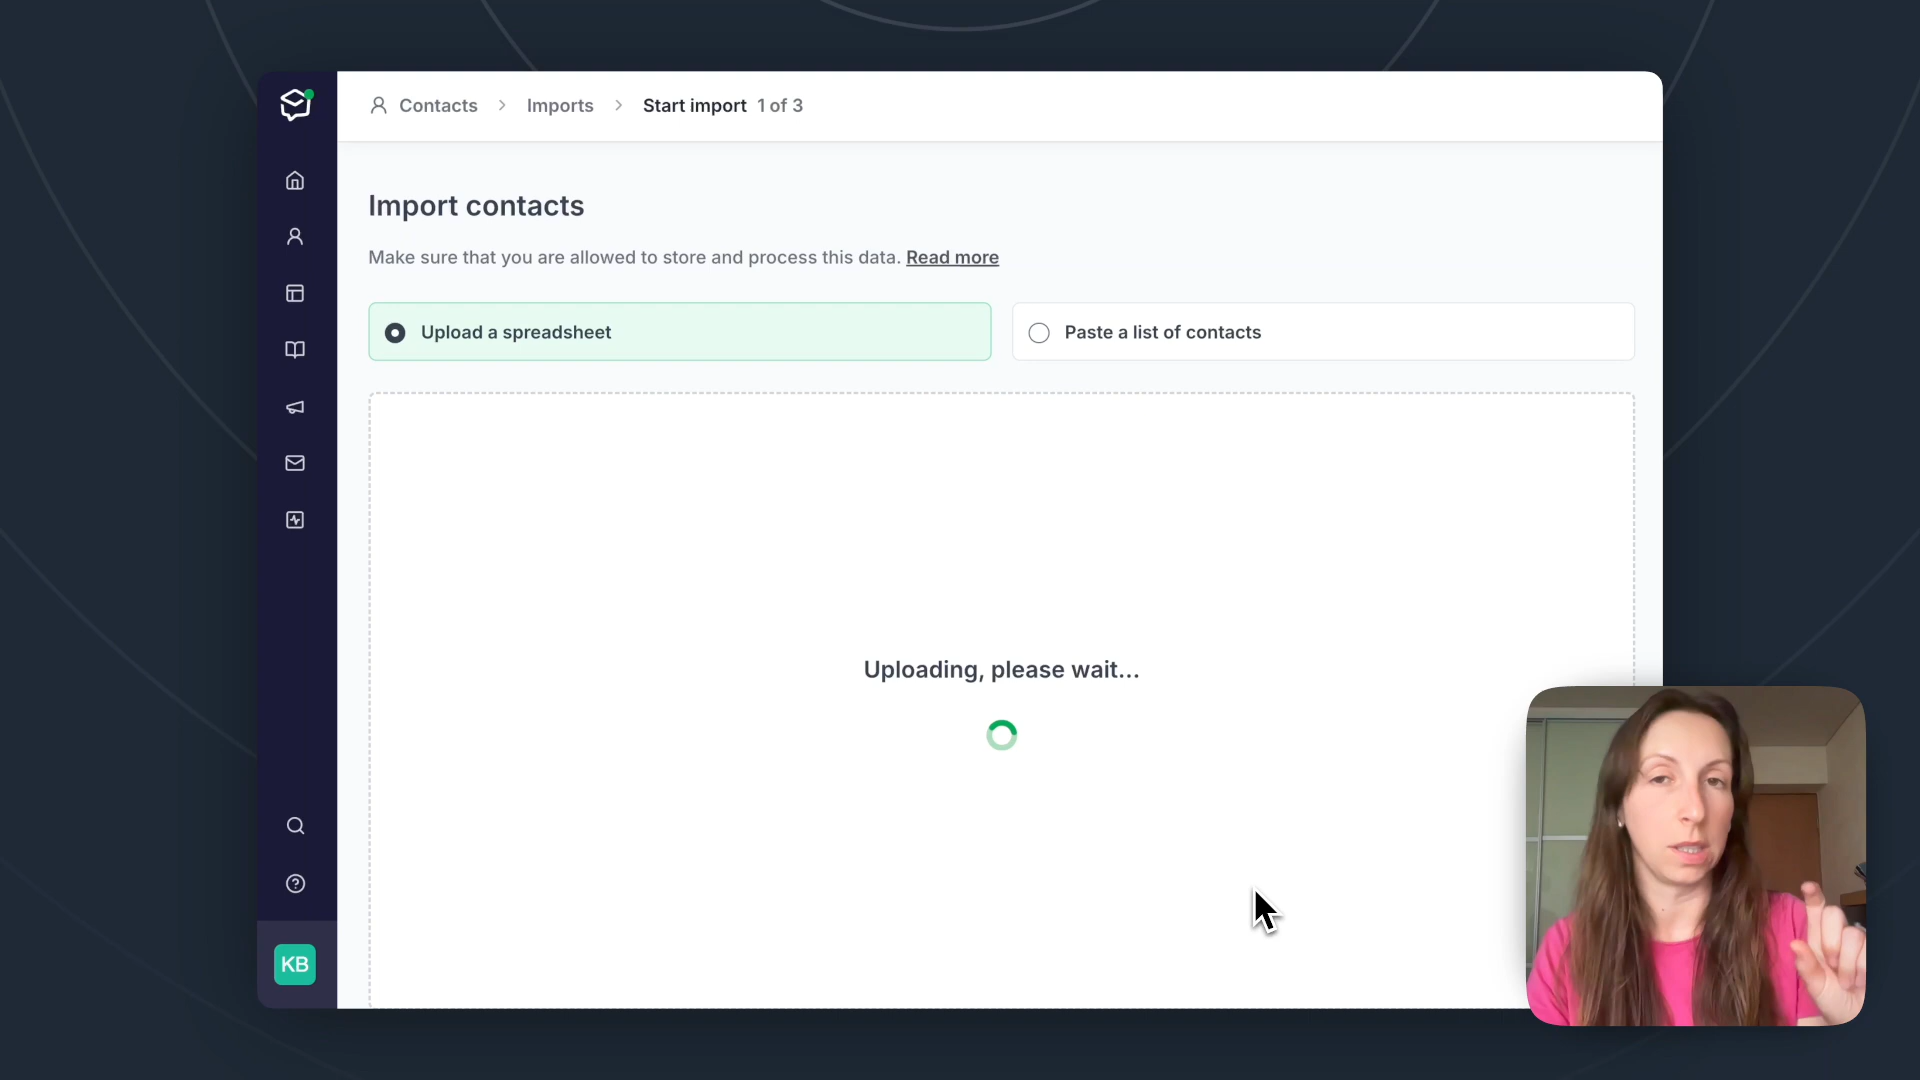 Contacts > Imports > Start import 1 of 3
Import contacts
Make sure that you are allowed to store and process this data. Read more
Upload a spreadsheet
Paste a list of contacts
Uploading, please wait...
KB